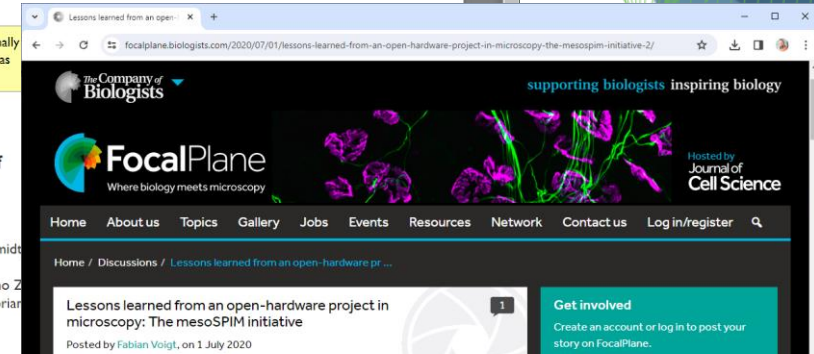 Lessons learned from an open-
focalplane.biologists.com/2020/07/01/lessons-learned-from-an-open-hardware-project-in-microscopy-the-mesospim-initiative-2/
The Company of
Biologists
supporting biologists inspiring biology
FocalPlane
Where biology meets microscopy
Hosted by
Journal of
Cell Science
Home About us Topics Gallery Jobs Events Resources Network Contact us Log in/register
Home / Discussions / Lessons learned from an open-hardware pr ...
Lessons learned from an open-hardware project in
microscopy: The mesoSPIM initiative
1
Posted by Fabian Voigt, on 1 July 2020
Get involved
Create an account or log in to post your
story on FocalPlane.